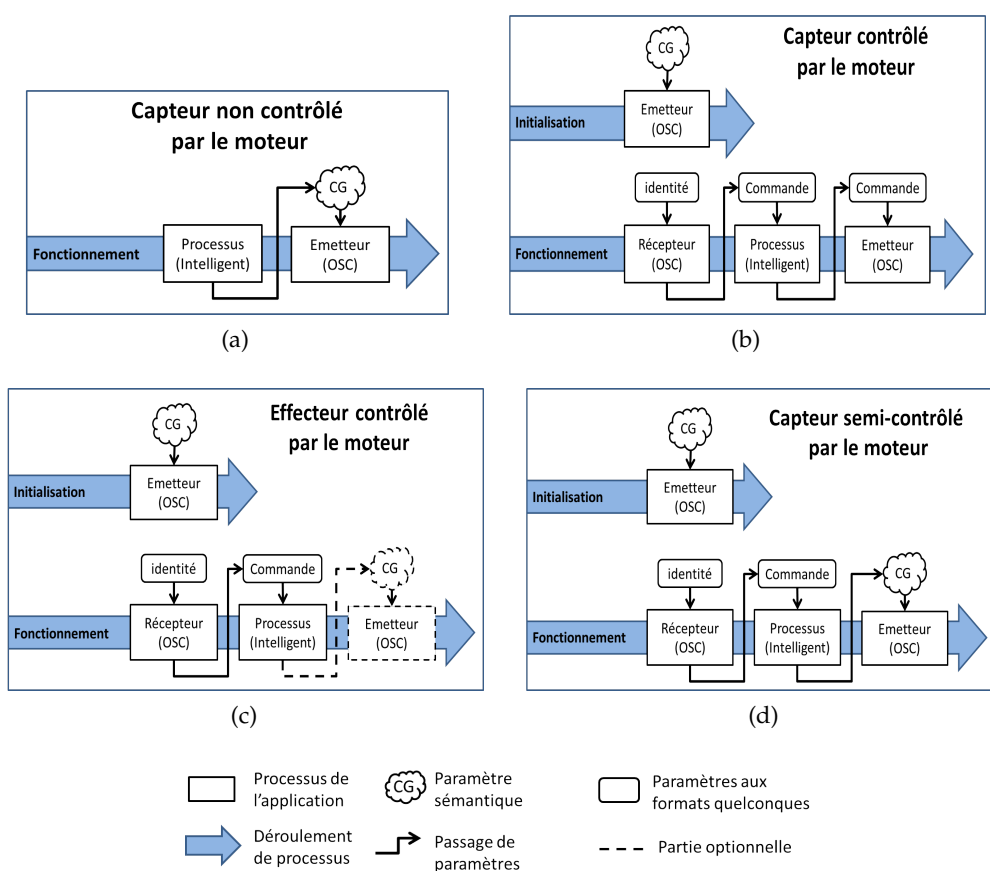 Capteur non contrôlé
par le moteur
CG
Fonctionnement
Processus
(Intelligent)
Emetteur
(OSC)
(a)
Capteur contrôlé
par le moteur
CG
Initialisation
Emetteur
(OSC)
identité
Commande
Commande
Fonctionnement
Récepteur
(OSC)
Processus
(Intelligent)
Emetteur
(OSC)
(b)
Effecteur contrôlé
par le moteur
CG
Initialisation
Emetteur
(OSC)
identité
Commande
CG
Fonctionnement
Récepteur
(OSC)
Processus
(Intelligent)
Emetteur
(OSC)
(c)
Capteur semi-contrôlé
par le moteur
CG
Initialisation
Emetteur
(OSC)
identité
Commande
CG
Fonctionnement
Récepteur
(OSC)
Processus
(Intelligent)
Emetteur
(OSC)
(d)
Processus de
l'application
CG
Paramètre
sémantique
Paramètres aux
formats quelconques
Déroulement
de processus
Passage de
paramètres
Partie optionnelle